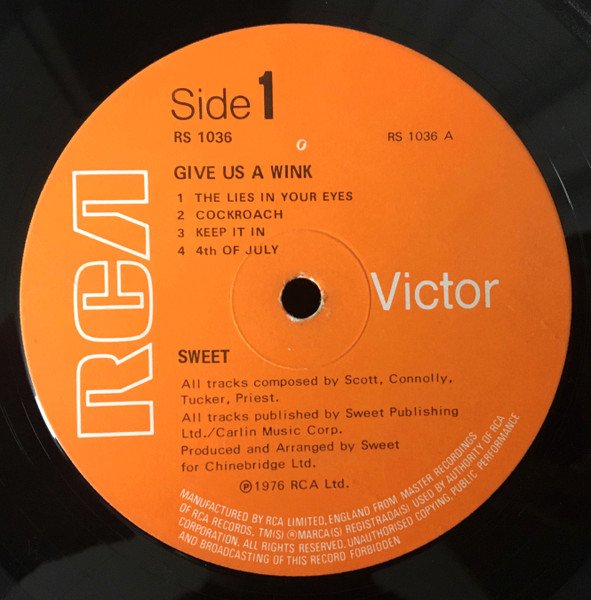 Side 1
RS 1036
RS 1036 A
GIVE US A WINK
1 THE LIES IN YOUR EYES
2 COCKROACH
3 KEEP IT IN
4 4th OF JULY
RCA
Victor
SWEET
All tracks composed by Scott, Connolly,
Tucker, Priest.
All tracks published by Sweet Publishing
Ltd./Carlin Music Corp.
Produced and Arranged by Sweet
for Chinebridge Ltd.
℗1976 RCA Ltd.
MANUFACTURED BY RCA LIMITED, ENGLAND FROM MASTER RECORDINGS
OF RCA RECORDS. TM(S) ® MARCA(S) REGISTRADA(S) USED BY AUTHORITY OF RCA
CORPORATION. ALL RIGHTS RESERVED. UNAUTHORISED COPYING PUBLIC PERFORMANCE
AND BROADCASTING OF THIS RECORD FORBIDDEN